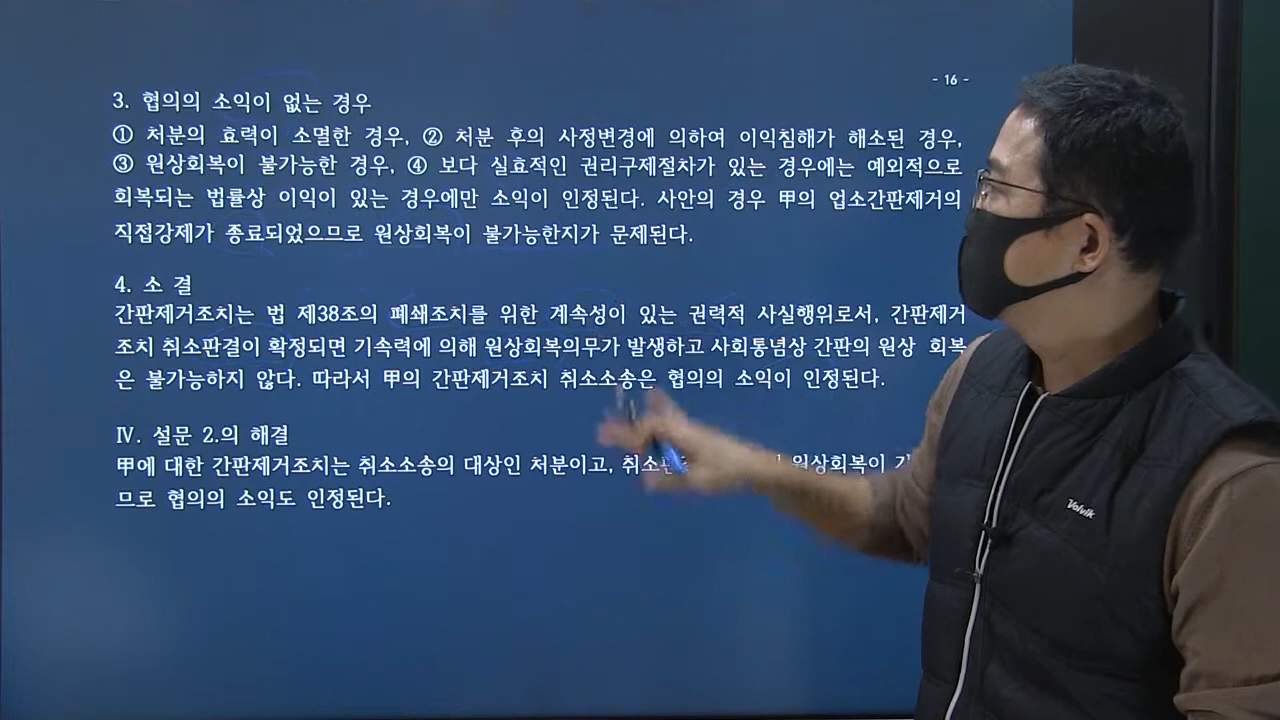 - 16 -
3. 협의의 소익이 없는 경우
① 처분의 효력이 소멸한 경우, ② 처분 후의 사정변경에 의하여 이익침해가 해소된 경우,
③ 원상회복이 불가능한 경우, ④ 보다 실효적인 권리구제절차가 있는 경우에는 예외적으로
회복되는 법률상 이익이 있는 경우에만 소익이 인정된다. 사안의 경우 甲의 업소간판제거의
직접강제가 종료되었으므로 원상회복이 불가능한지가 문제된다.
4. 소 결
간판제거조치는 법 제38조의 폐쇄조치를 위한 계속성이 있는 권력적 사실행위로서, 간판제거
조치 취소판결이 확정되면 기속력에 의해 원상회복의무가 발생하고 사회통념상 간판의 원상 회복
은 불가능하지 않다. 따라서 甲의 간판제거조치 취소소송은 협의의 소익이 인정된다.
Ⅳ. 설문 2.의 해결
甲에 대한 간판제거조치는 취소소송의 대상인 처분이고, 원상회복이
므로 협의의 소익도 인정된다.
Volvik